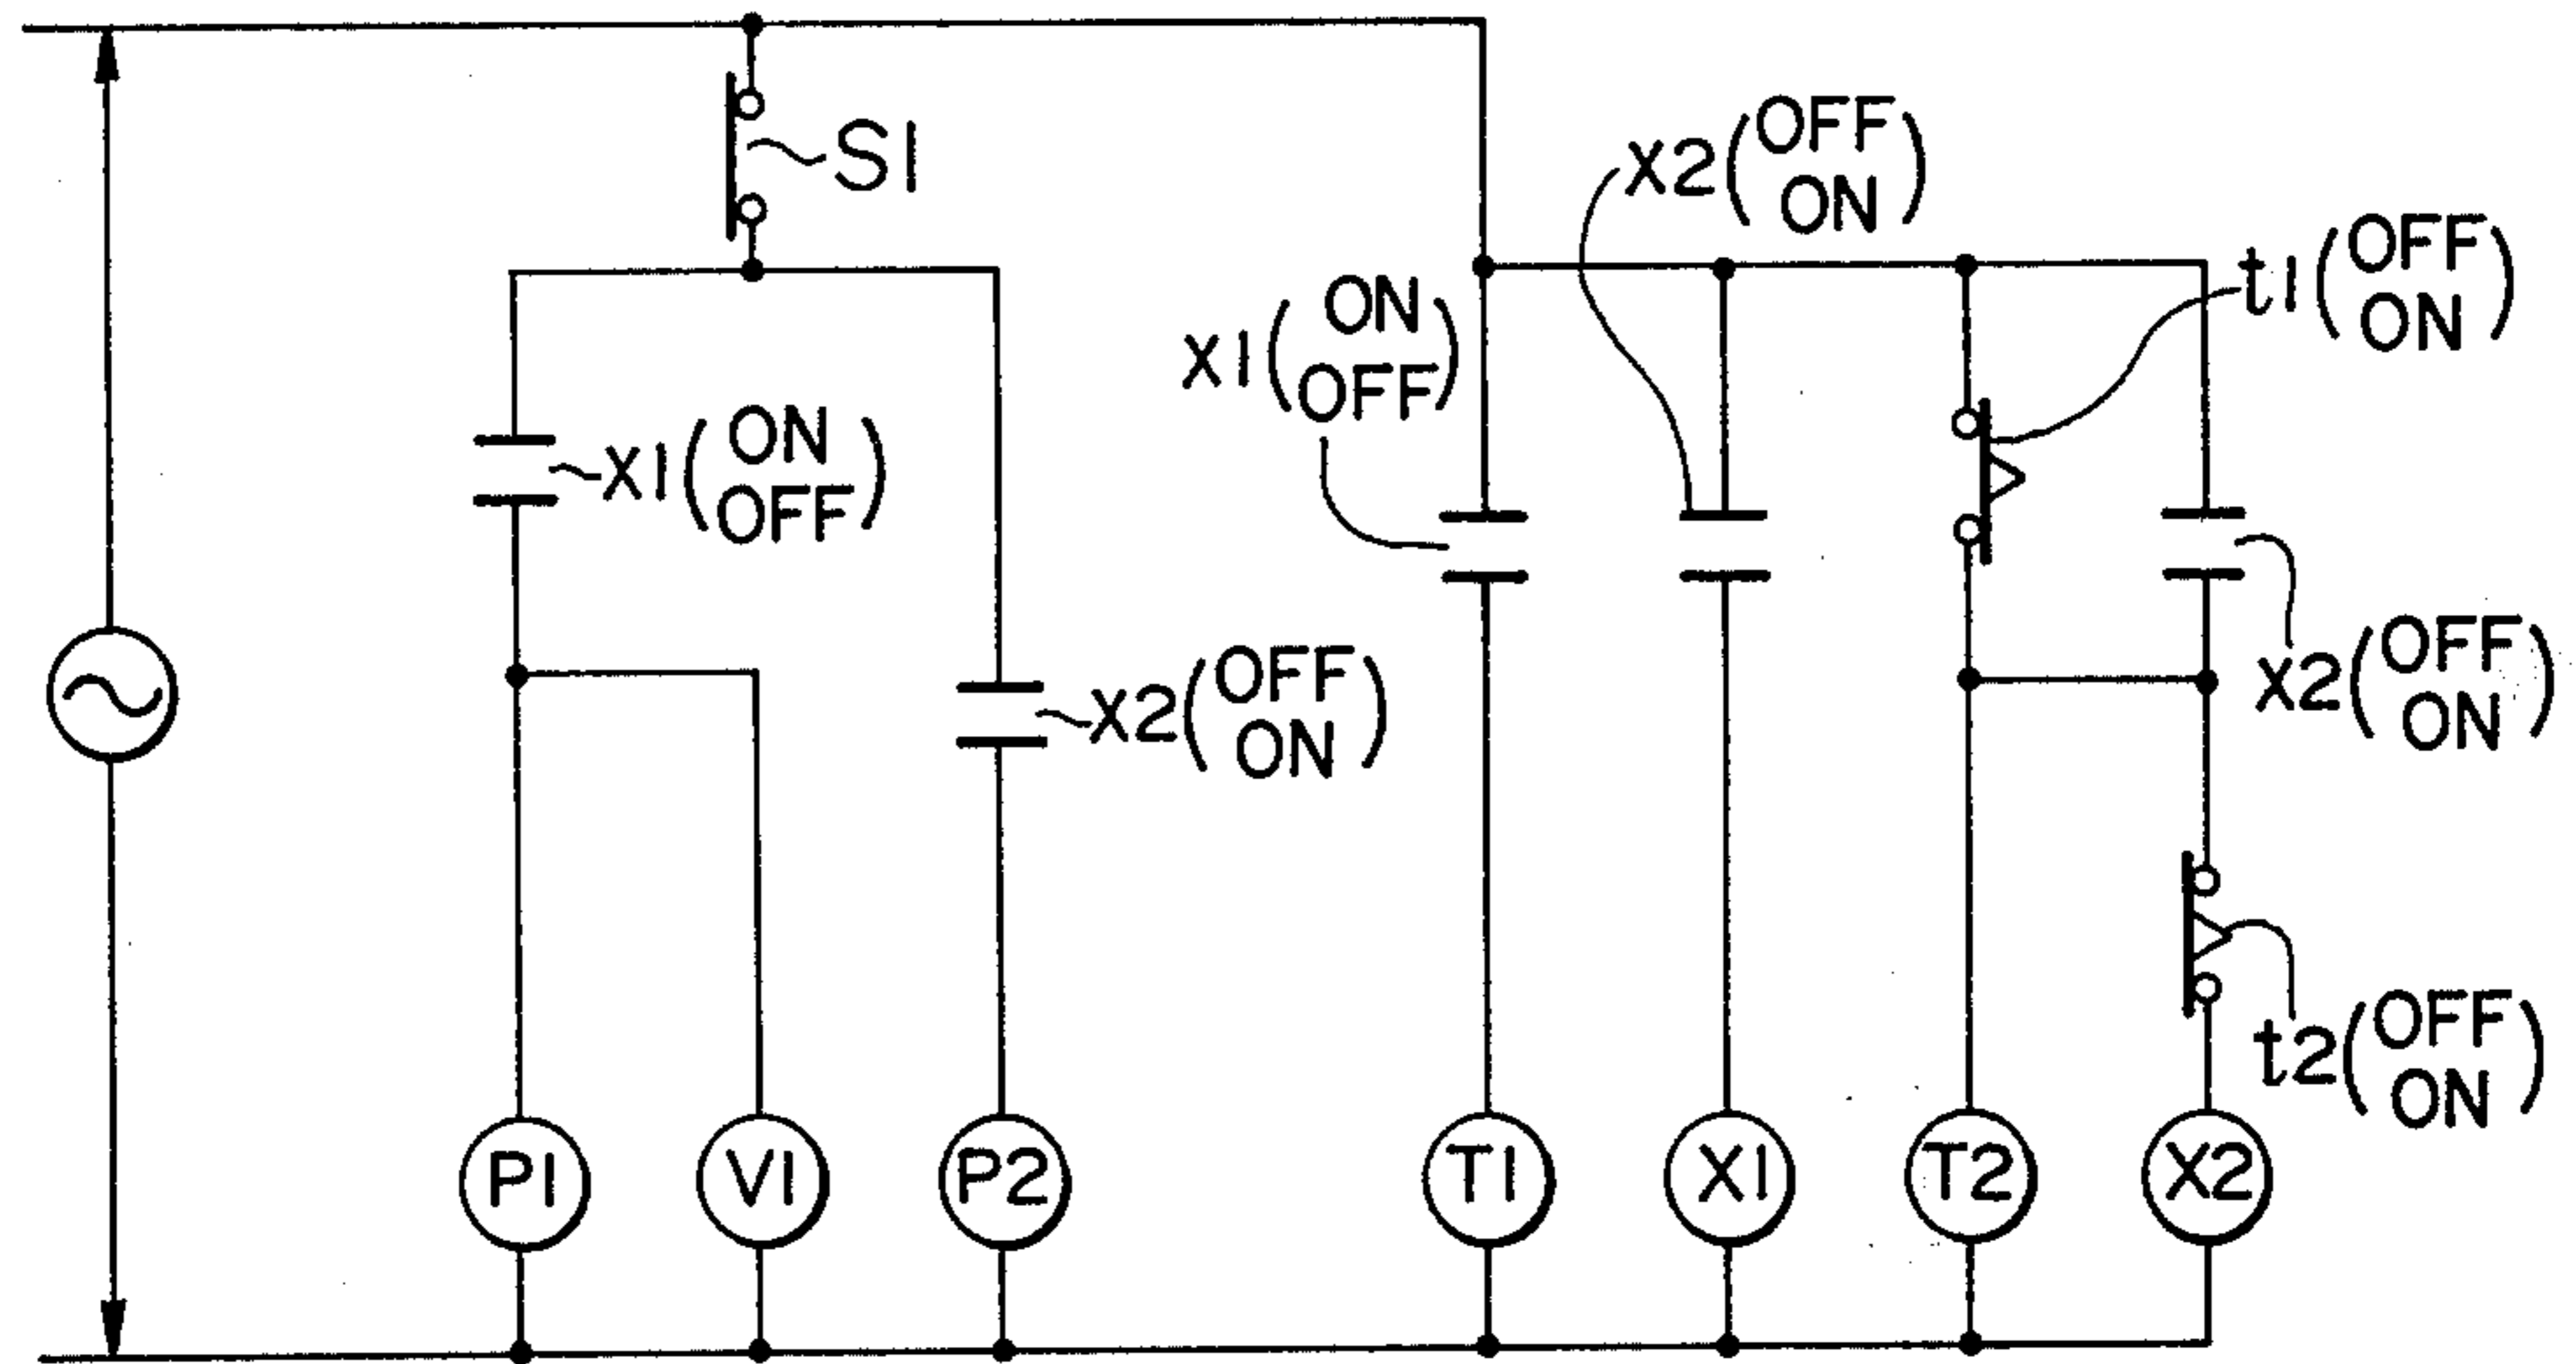 S1
X2(OFF
ON)
t1(OFF
ON)
X1(ON
OFF)
X1(ON
OFF)
X2(OFF
ON)
X2(OFF
ON)
t2(OFF
ON)
P1
V1
P2
T1
X1
T2
X2